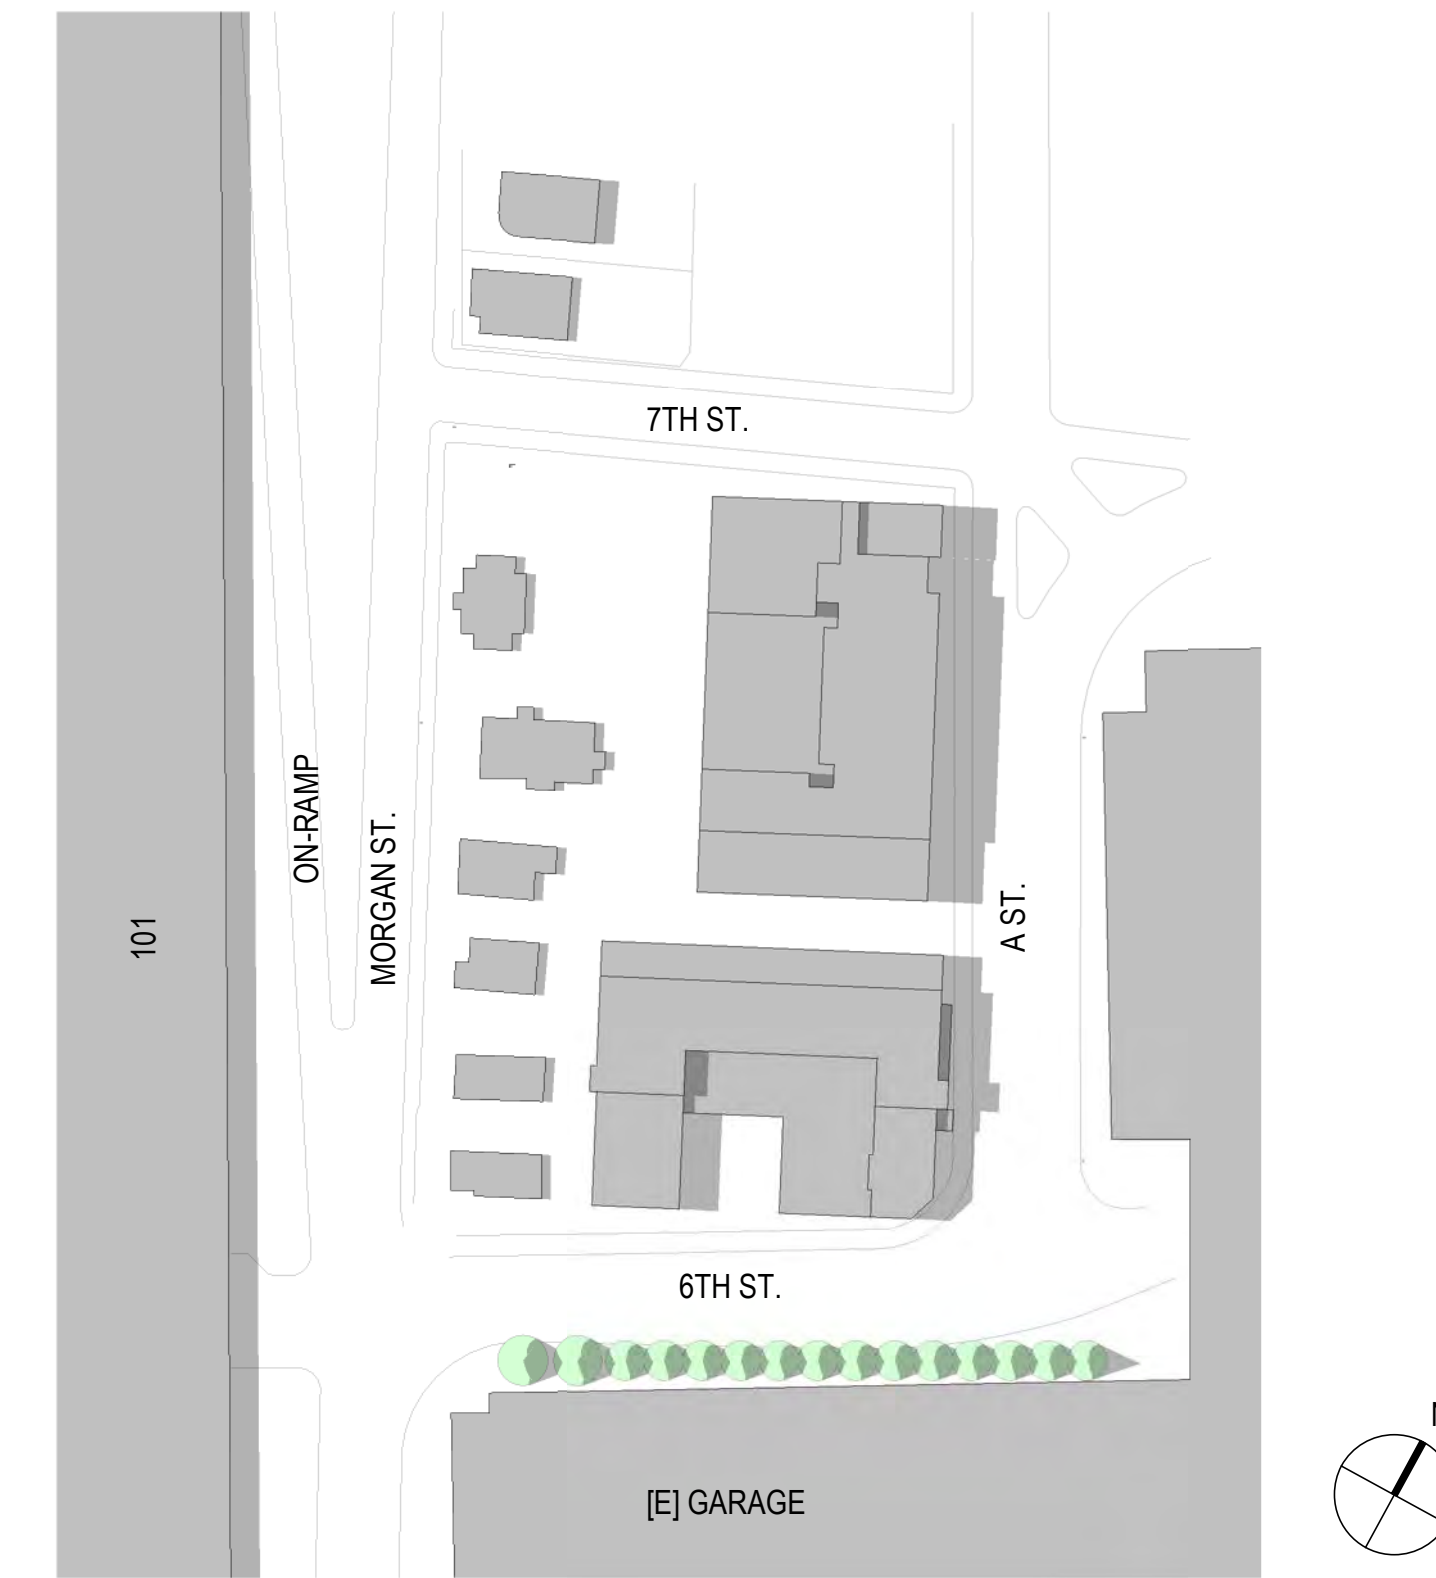 7TH ST.
ON-RAMP
MORGAN ST.
A ST.
101
6TH ST.
[E] GARAGE